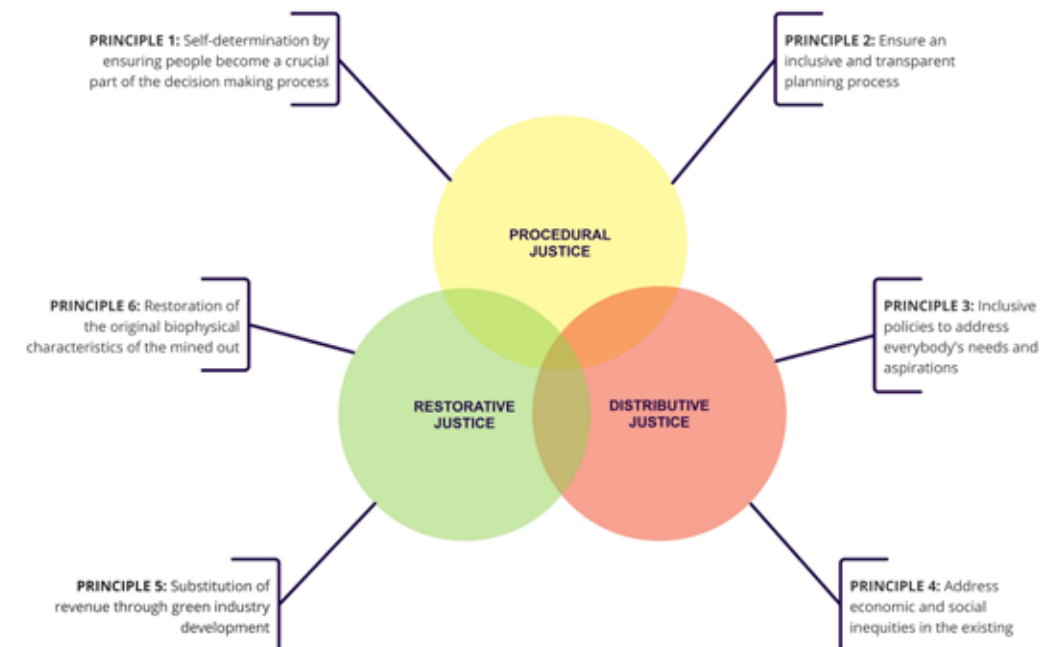 PRINCIPLE 1: Self-determination by
ensuring people become a crucial
part of the decision making process
PRINCIPLE 2: Ensure an
inclusive and transparent
planning process
PROCEDURAL
JUSTICE
PRINCIPLE 6: Restoration of
the original biophysical
characteristics of the mined out
PRINCIPLE 3: Inclusive
policies to address
everybody's needs and
aspirations
RESTORATIVE
JUSTICE
DISTRIBUTIVE
JUSTICE
PRINCIPLE 5: Substitution of
revenue through green industry
development
PRINCIPLE 4: Address
economic and social
inequities in the existing